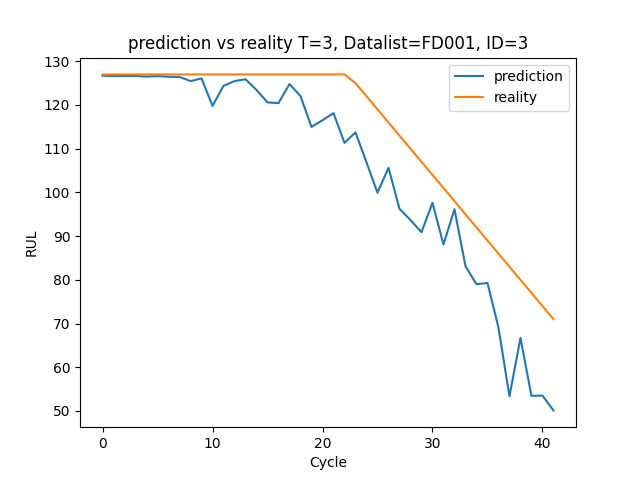 prediction vs reality T=3, Datalist=FD001, ID=3
prediction
reality
130
120
110
100
90
80
70
60
50
RUL
0 10 20 30 40
Cycle